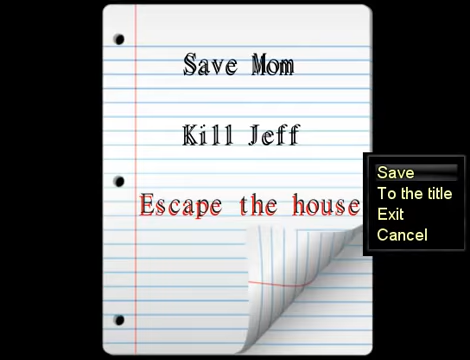 Save Mom
Kill Jeff
Escape the house
Save
To the title
Exit
Cancel